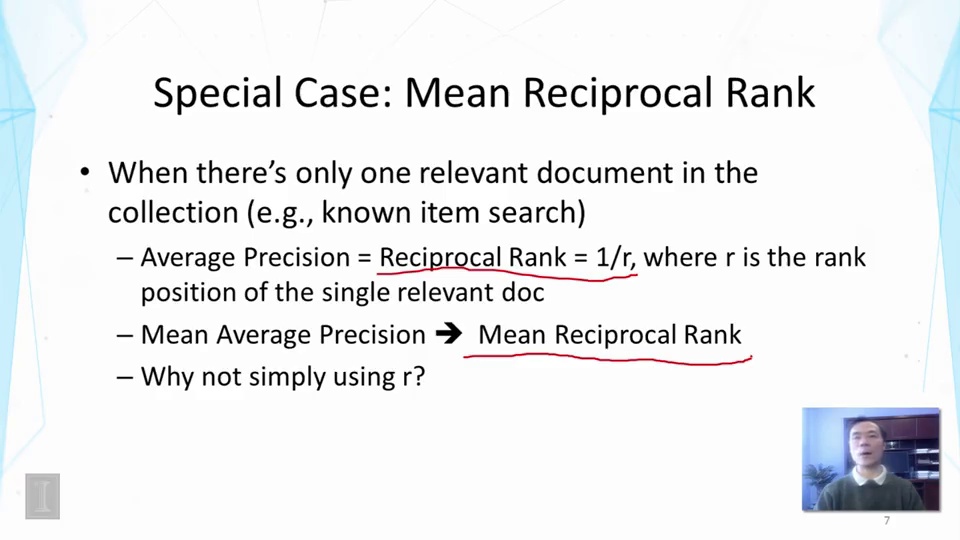 Special Case: Mean Reciprocal Rank
• When there's only one relevant document in the
collection (e.g., known item search)
– Average Precision = Reciprocal Rank = 1/r, where r is the rank
position of the single relevant doc
– Mean Average Precision ➔ Mean Reciprocal Rank
– Why not simply using r?
I
7